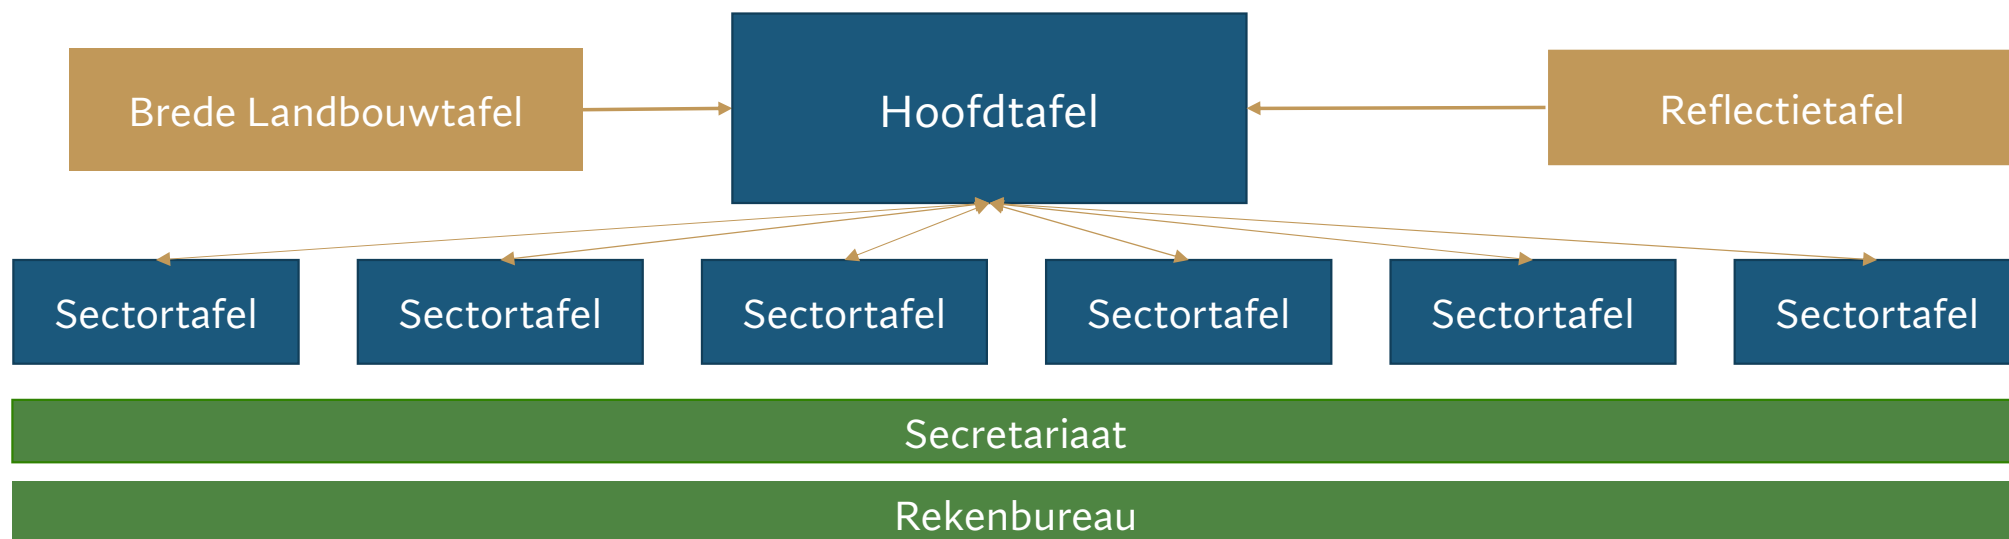 Brede Landbouwtafel
Hoofdtafel
Reflectietafel
Sectortafel
Sectortafel
Sectortafel
Sectortafel
Sectortafel
Sectortafel
Secretariaat
Rekenbureau